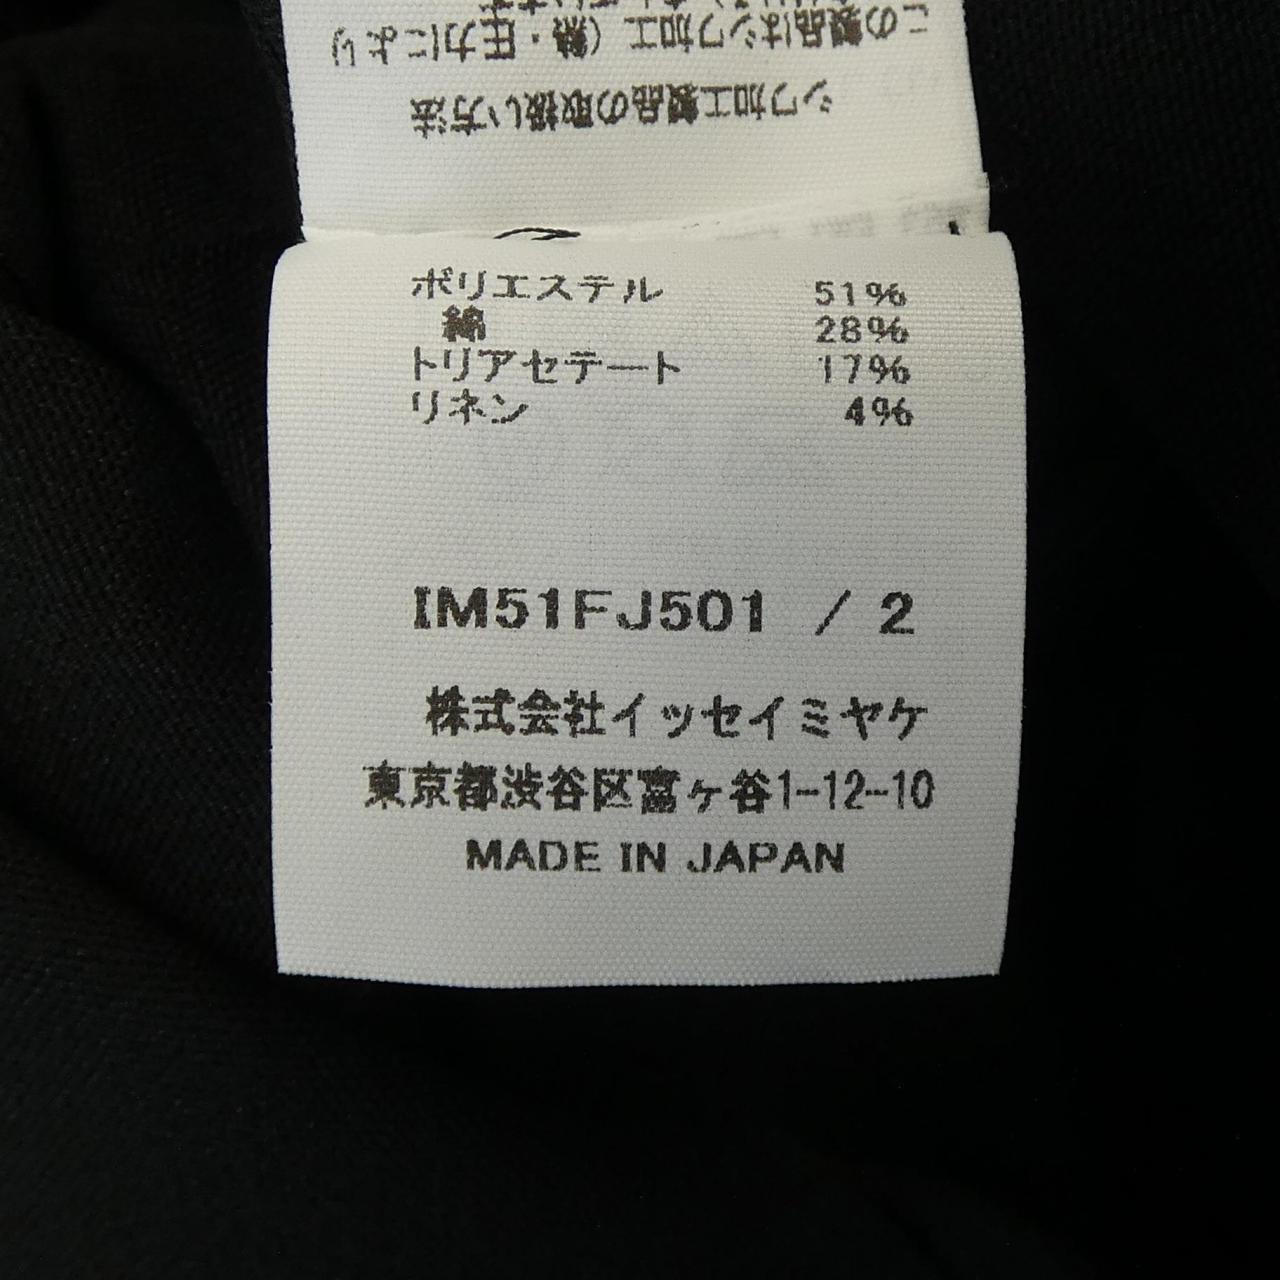 シワ加工製品の取扱い方法
この製品はシワ加工（熱・圧力により
ポリエステル 51%
綿 28%
トリアセテート 17%
リネン 4%
IM51FJ501 / 2
株式会社イッセイミヤケ
東京都渋谷区富ヶ谷1-12-10
MADE IN JAPAN